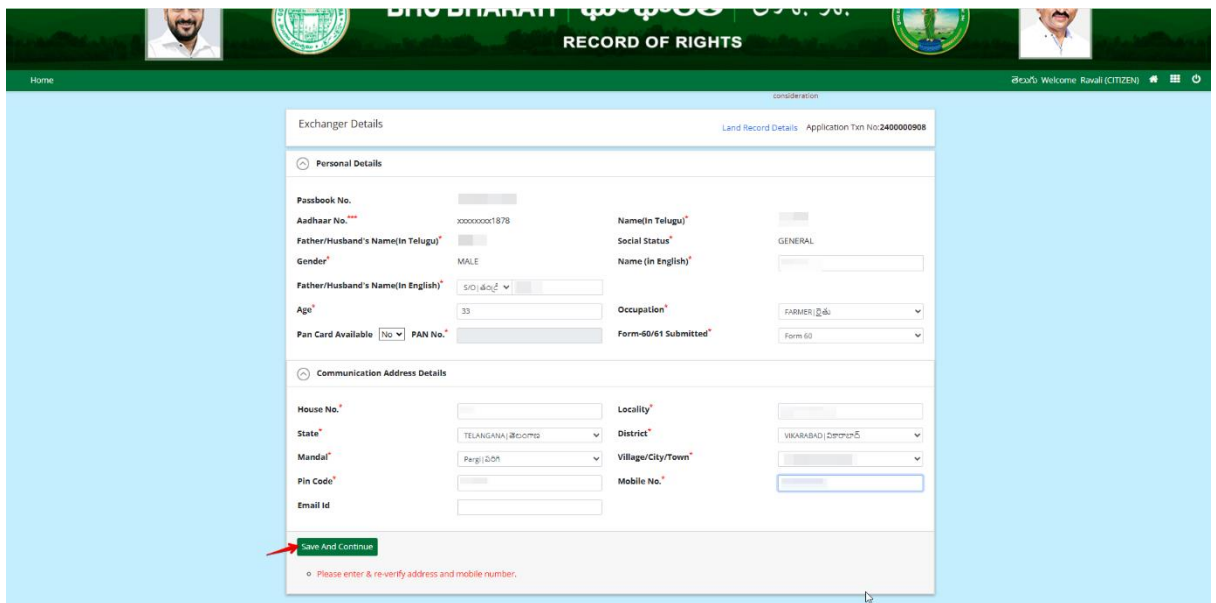 BHU BHARATI | భూభారతి |
RECORD OF RIGHTS
Home
తెలుగు Welcome Ravali (CITIZEN)
consideration
Exchanger Details
Land Record Details Application Txn No:2400000908
Personal Details
Passbook No.
Aadhaar No.*** xxxxxxxx1878 Name(In Telugu)*
Father/Husband's Name(In Telugu)* Social Status* GENERAL
Gender* MALE Name (in English)*
Father/Husband's Name(In English)* S/O|తండ్రి
Age* 33 Occupation* FARMER|రైతు
Pan Card Available No PAN No.* Form-60/61 Submitted* Form 60
Communication Address Details
House No.* Locality*
State* TELANGANA|తెలంగాణ District* VIKARABAD|వికారాబాద్
Mandal* Pargi|పరిగి Village/City/Town*
Pin Code* Mobile No.*
Email Id
Save And Continue
Please enter & re-verify address and mobile number.